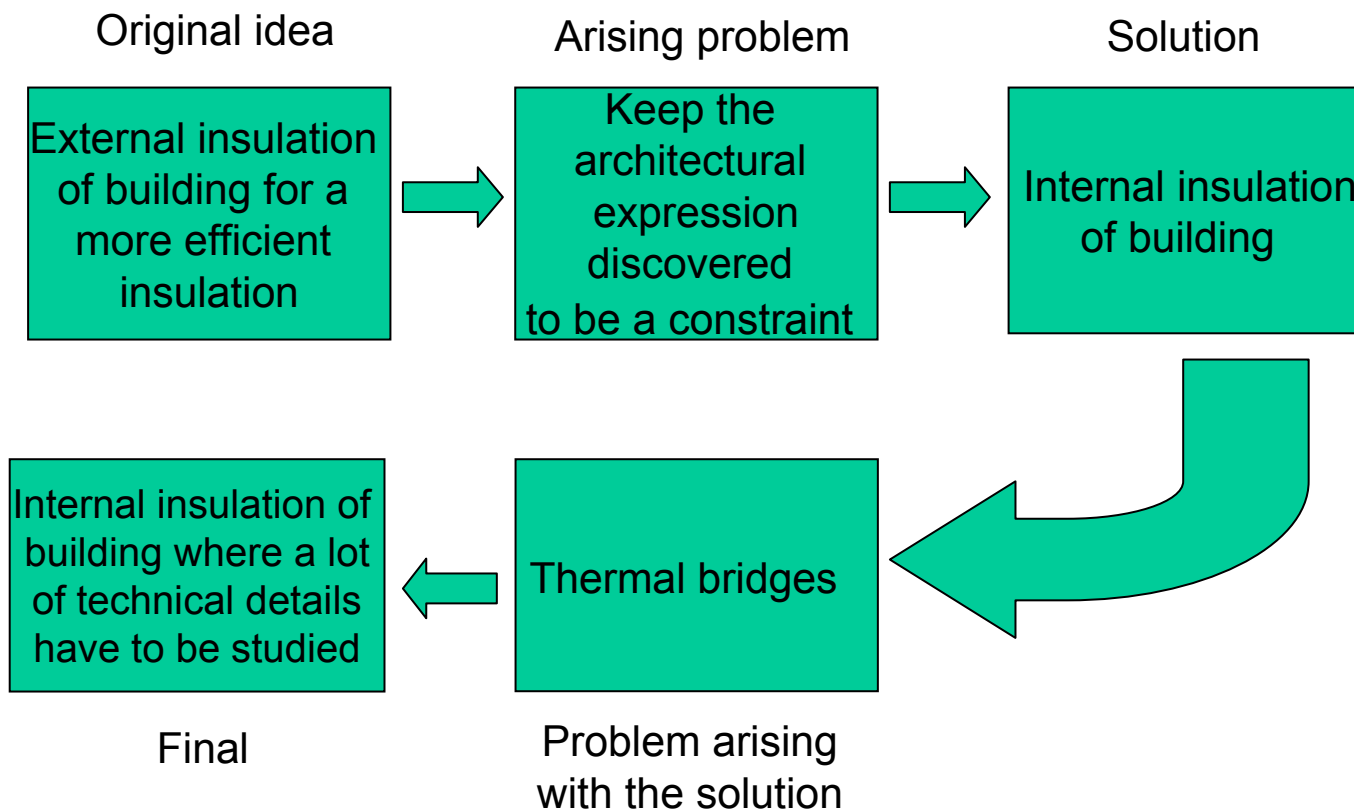 Original idea
Arising problem
Solution
External insulation
of building for a
more efficient
insulation
Keep the
architectural
expression
discovered
to be a constraint
Internal insulation
of building
Thermal bridges
Internal insulation of
building where a lot
of technical details
have to be studied
Problem arising
with the solution
Final